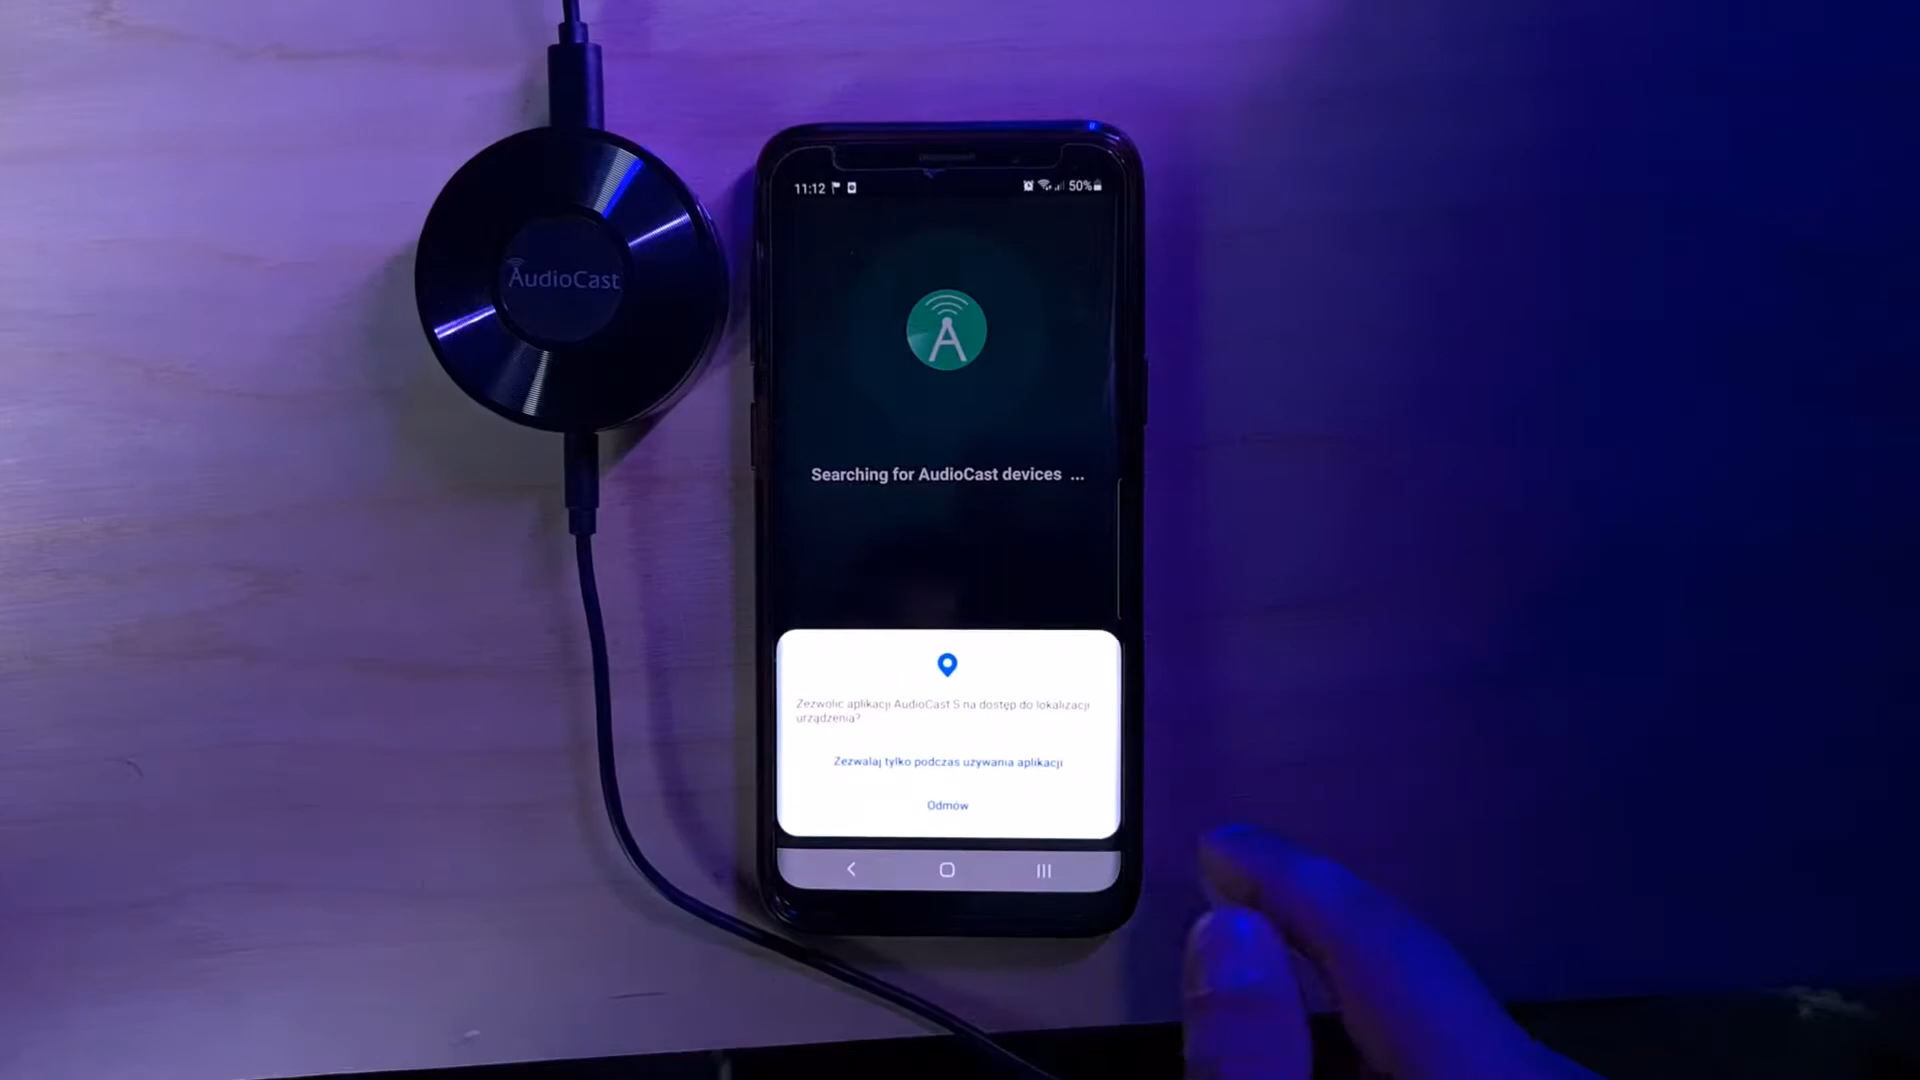 AudioCast
11:12
50%
A
Searching for AudioCast devices ...
Zezwolić aplikacji AudioCast S na dostęp do lokalizacji
urządzenia?
Zezwalaj tylko podczas używania aplikacji
Odmów